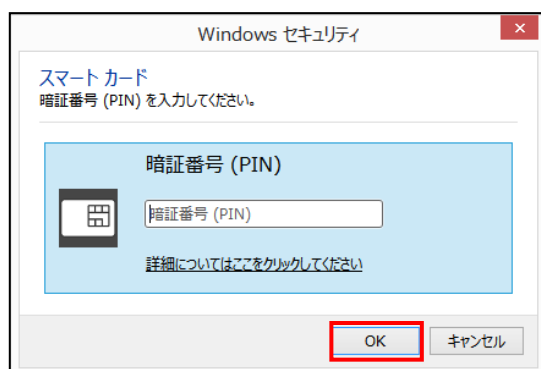 Windows セキュリティ
スマート カード
暗証番号 (PIN) を入力してください。
暗証番号 (PIN)
暗証番号 (PIN)
詳細についてはここをクリックしてください
OK
キャンセル